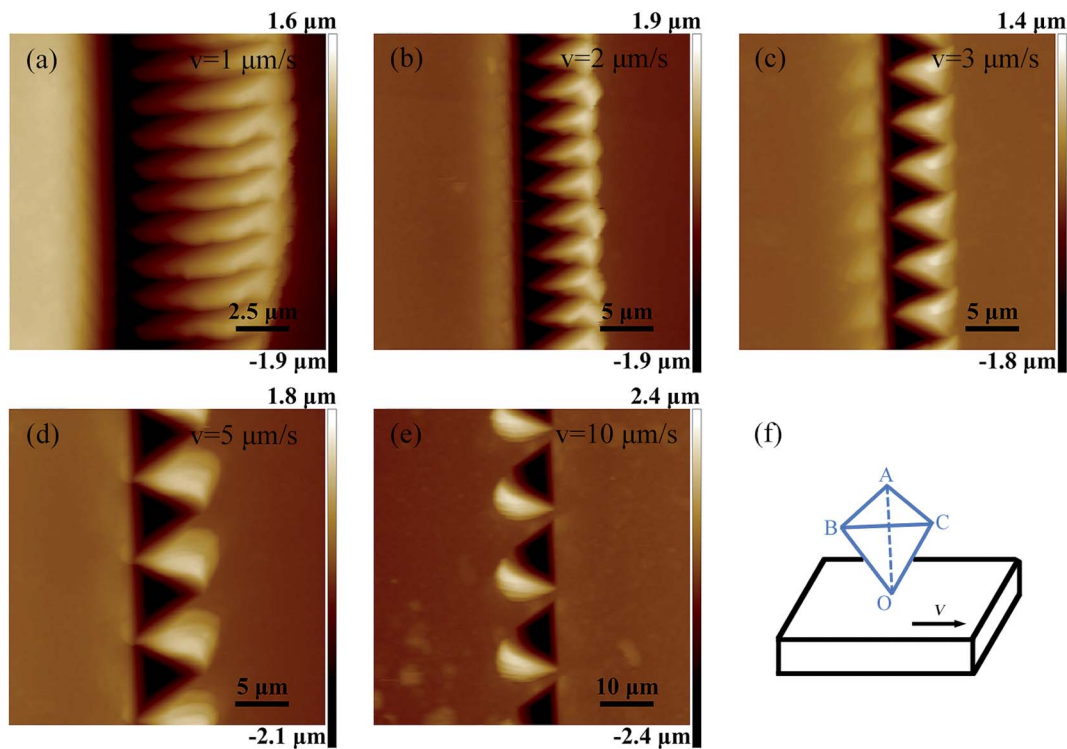 1.6 μm
(a)
v=1 μm/s
2.5 μm
-1.9 μm
1.9 μm
(b)
v=2 μm/s
5 μm
-1.9 μm
1.4 μm
(c)
v=3 μm/s
5 μm
-1.8 μm
1.8 μm
(d)
v=5 μm/s
5 μm
-2.1 μm
2.4 μm
(e)
v=10 μm/s
10 μm
-2.4 μm
(f)
A
B
C
O
v